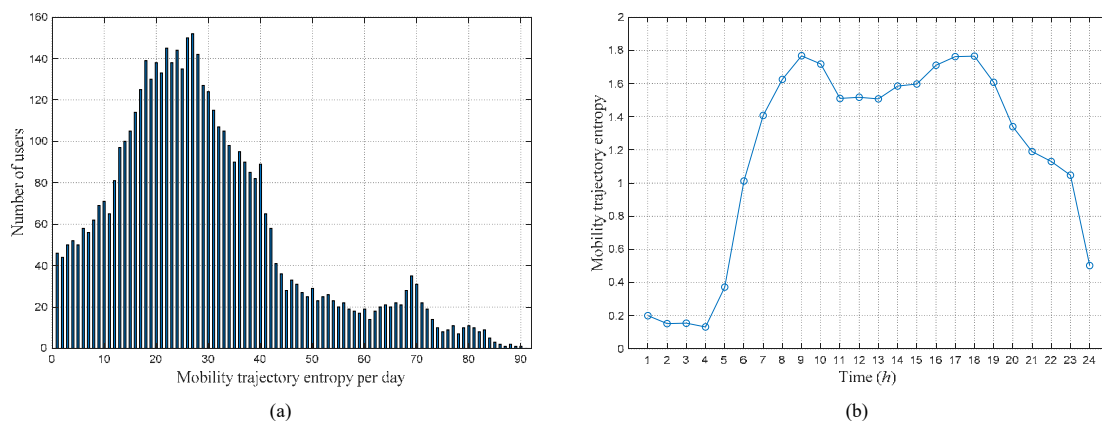 160
140
120
100
80
60
40
20
0
Number of users
0 10 20 30 40 50 60 70 80 90
Mobility trajectory entropy per day
(a)
2
1.8
1.6
1.4
1.2
1
0.8
0.6
0.4
0.2
0
Mobility trajectory entropy
1 2 3 4 5 6 7 8 9 10 11 12 13 14 15 16 17 18 19 20 21 22 23 24
Time (h)
(b)